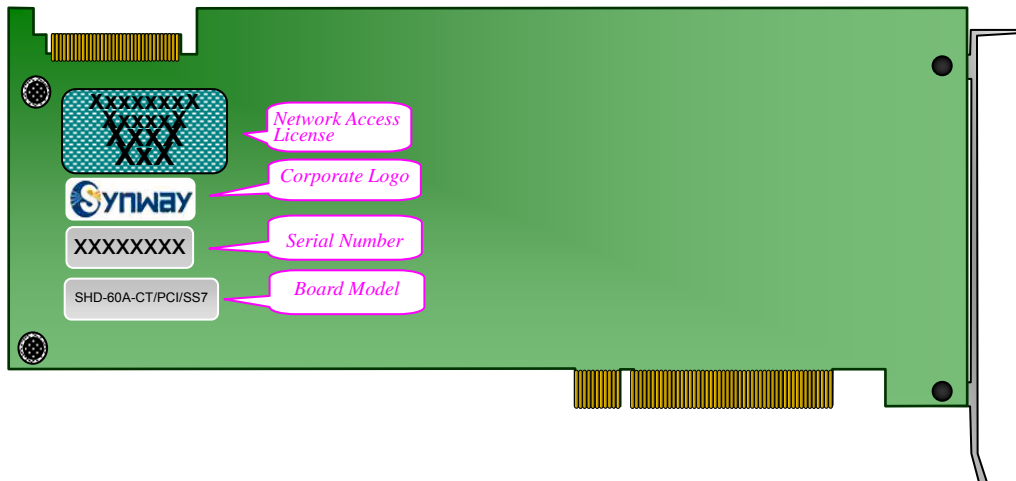 XxxxxxxX
XxxxxX
XxxX
XxX
Network Access
License
Synway
Corporate Logo
XXXXXXXX
Serial Number
SHD-60A-CT/PCI/SS7
Board Model